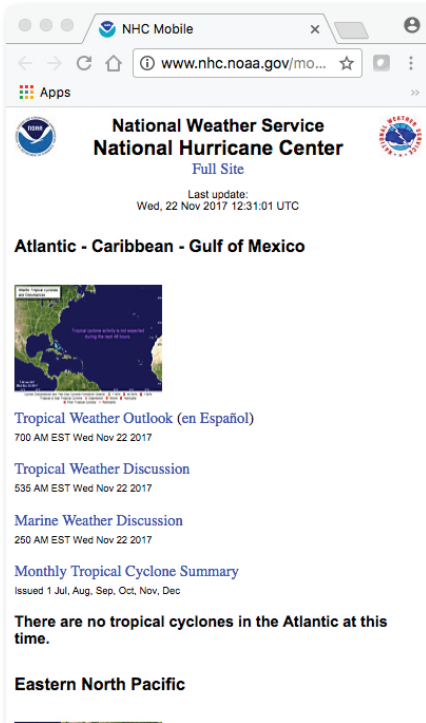 NHC Mobile
www.nhc.noaa.gov/mo...
Apps
National Weather Service
National Hurricane Center
Full Site
Last update:
Wed, 22 Nov 2017 12:31:01 UTC
Atlantic - Caribbean - Gulf of Mexico
Tropical cyclone activity is not expected
during the next 48 hours
Tropical Weather Outlook (en Español)
700 AM EST Wed Nov 22 2017
Tropical Weather Discussion
535 AM EST Wed Nov 22 2017
Marine Weather Discussion
250 AM EST Wed Nov 22 2017
Monthly Tropical Cyclone Summary
Issued 1 Jul, Aug, Sep, Oct, Nov, Dec
There are no tropical cyclones in the Atlantic at this
time.
Eastern North Pacific